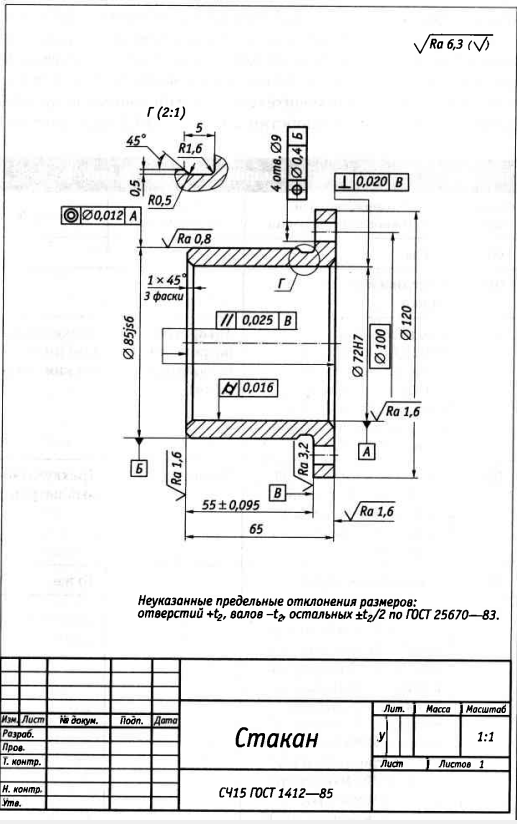 Ra 6,3 (√)
Г (2:1)
5
45°
R1,6
0,5
R0,5
4 отв. Ø9
⌖ Ø 0,4 Б
⊥ 0,020 В
◎ Ø0,012 А
Ra 0,8
Г
1 × 45°
3 фаски
// 0,025 В
⌭ 0,016
Ø 85js6
Ø 72H7
Ø 100
Ø 120
Ra 1,6
А
Б
Ra 1,6
Ra 3,2
В
Ra 1,6
55 ± 0,095
65
Неуказанные предельные отклонения размеров:
отверстий +t₂, валов –t₂, остальных ±t₂/2 по ГОСТ 25670—83.
Изм. Лист № докум. Подп. Дата
Разраб.
Пров.
Т. контр.
Н. контр.
Утв.
Стакан
СЧ15 ГОСТ 1412—85
Лит. Масса Масштаб
У 1:1
Лист Листов 1